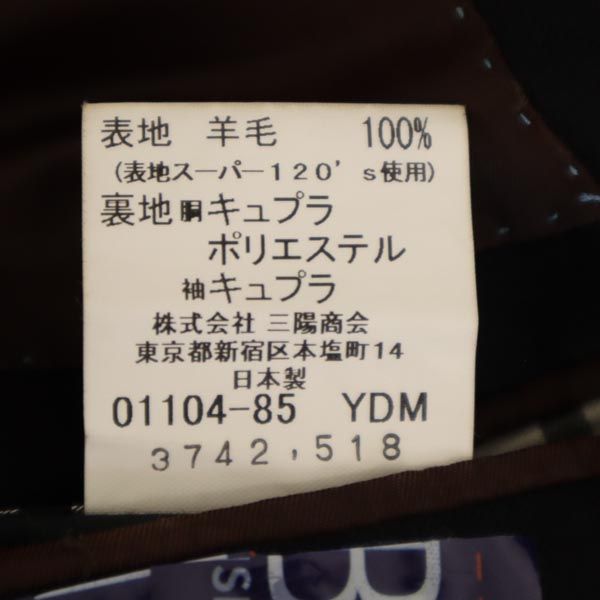 表地 羊毛 100%
(表地スーパー120's使用)
裏地胴キュプラ
ポリエステル
袖キュプラ
株式会社 三陽商会
東京都新宿区本塩町14
日本製
01104-85 YDM
3742,518
B